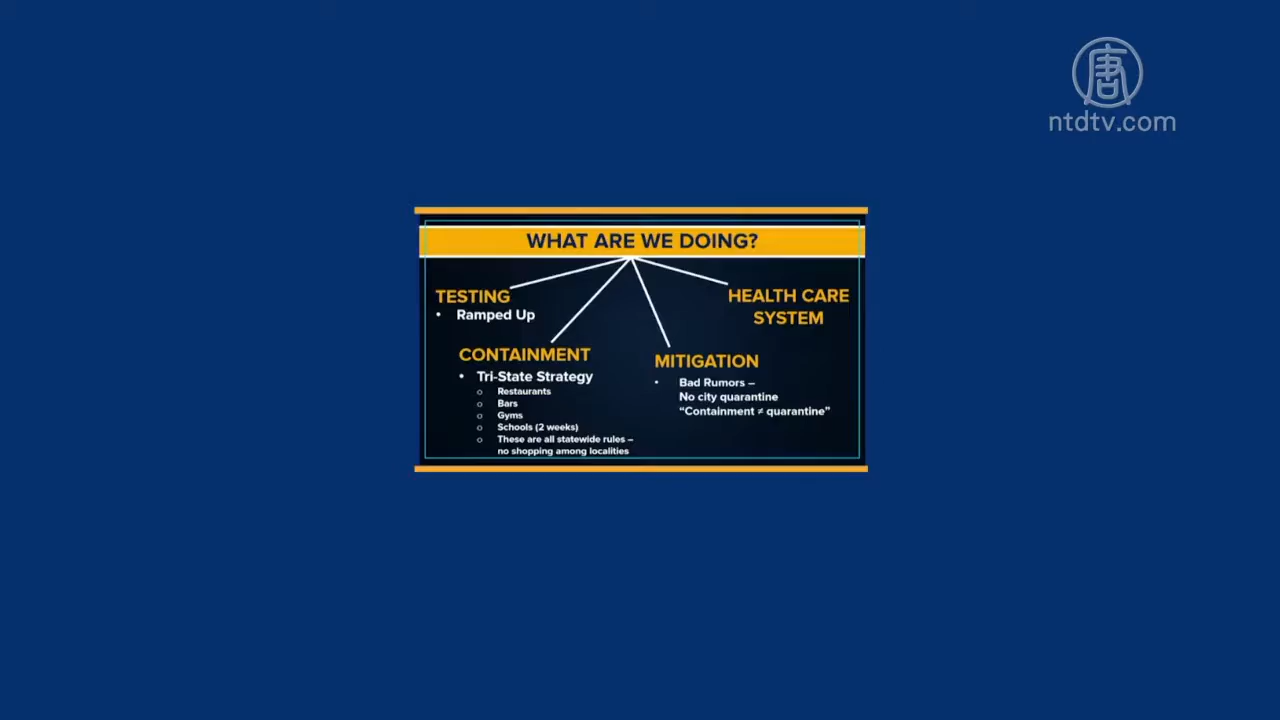 唐
ntdtv.com
WHAT ARE WE DOING?
TESTING
• Ramped Up
HEALTH CARE
SYSTEM
CONTAINMENT
• Tri-State Strategy
o Restaurants
o Bars
o Gyms
o Schools (2 weeks)
o These are all statewide rules –
no shopping among localities
MITIGATION
• Bad Rumors –
No city quarantine
“Containment ≠ quarantine”